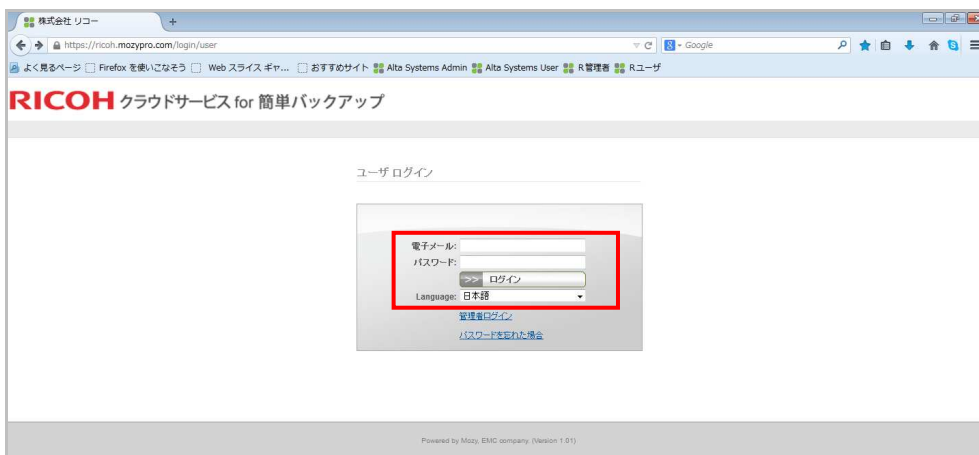 株式会社 リコー
https://ricoh.mozypro.com/login/user
Google
よく見るページ Firefox を使いこなそう Web スライス ギャ... おすすめサイト Alta Systems Admin Alta Systems User R管理者 Rユーザ
RICOH クラウドサービス for 簡単バックアップ
ユーザ ログイン
電子メール:
パスワード:
>> ログイン
Language: 日本語
管理者ログイン
パスワードを忘れた場合
Powered by Mozy, EMC company. (Version 1.01)